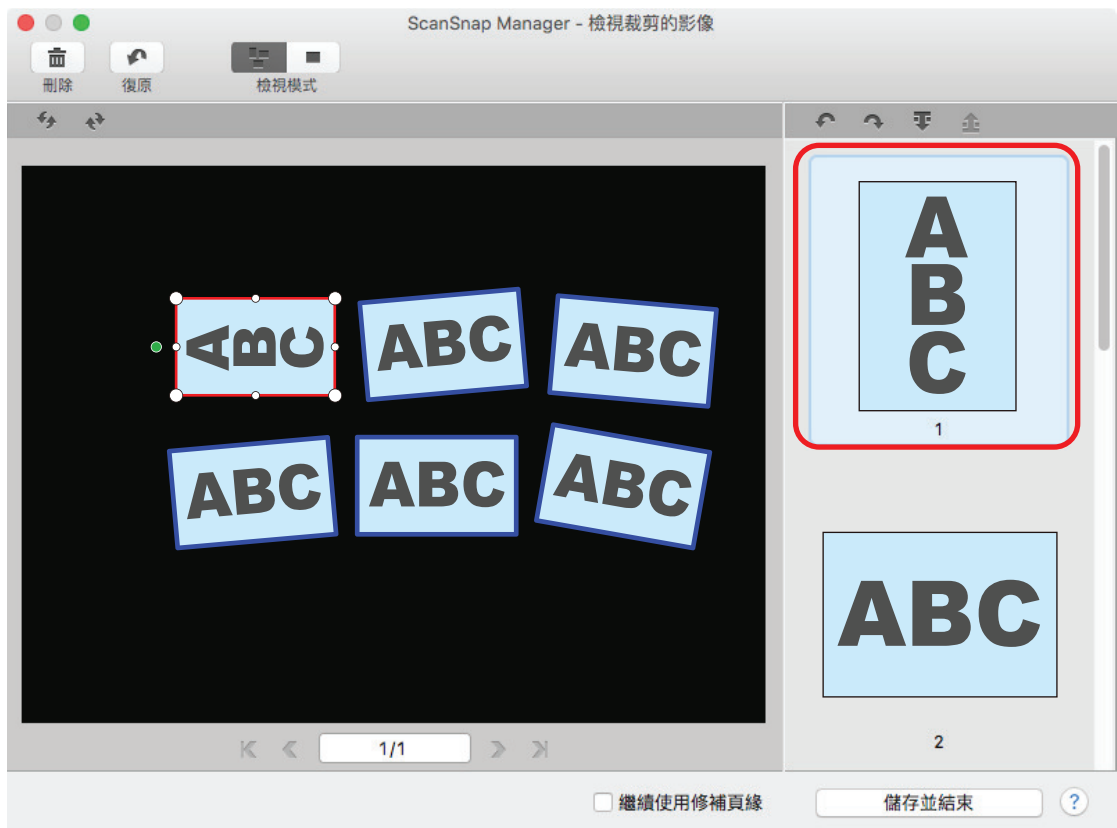 ScanSnap Manager - 檢視裁剪的影像
刪除 復原 檢視模式
ABC ABC ABC
ABC ABC ABC
1/1
A
B
C
1
ABC
2
繼續使用修補頁緣 儲存並結束 ?